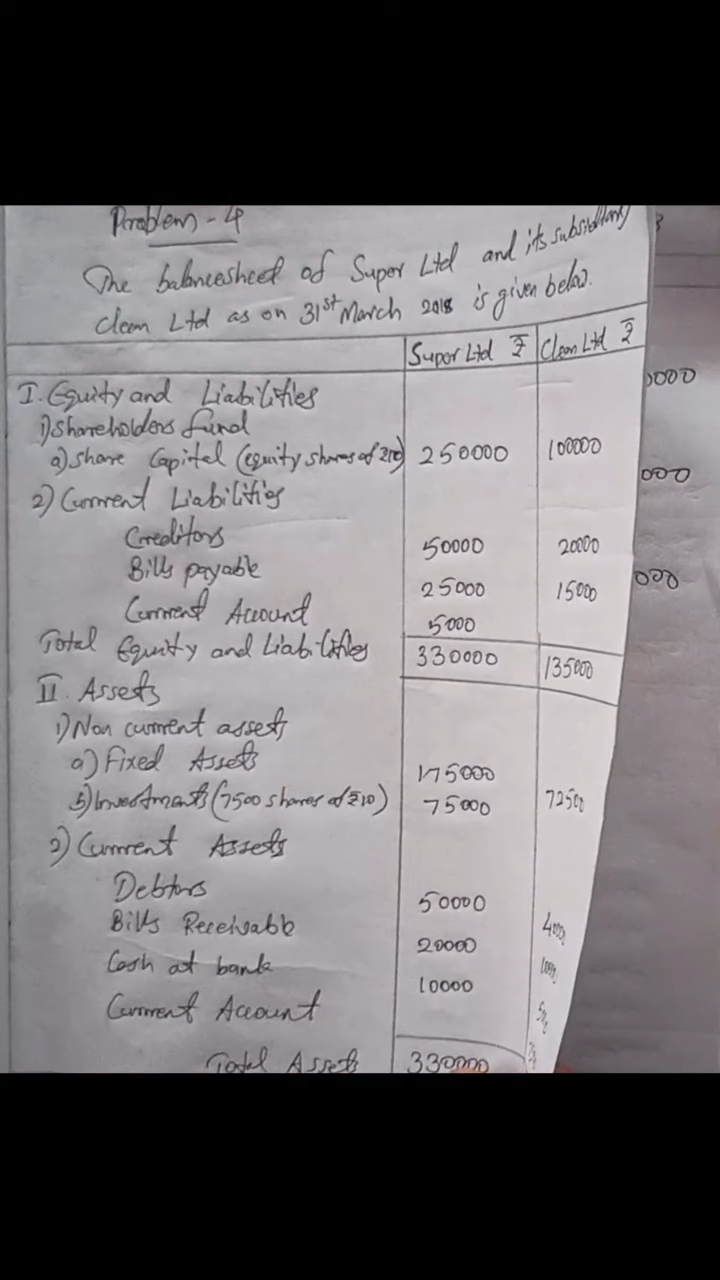 Problem - 4
The balancesheet of Super Ltd and its subsidiary
Clean Ltd as on 31st March 2018 is given below.
Super Ltd ₹ Clean Ltd ₹
I. Equity and Liabilities
1) Shareholders fund
a) Share Capital (equity shares of ₹10) 250000 100000
2) Current Liabilities
Creditors 50000 20000
Bills payable 25000 15000
Current Account 5000
Total Equity and Liabilities 330000 135000
II. Assets
1) Non current assets
a) Fixed Assets 175000 72500
b) Investments (7500 shares of ₹10) 75000
2) Current Assets
Debtors 50000
Bills Receivable 20000
Cash at bank 10000
Current Account
Total Assets 330000
000
000